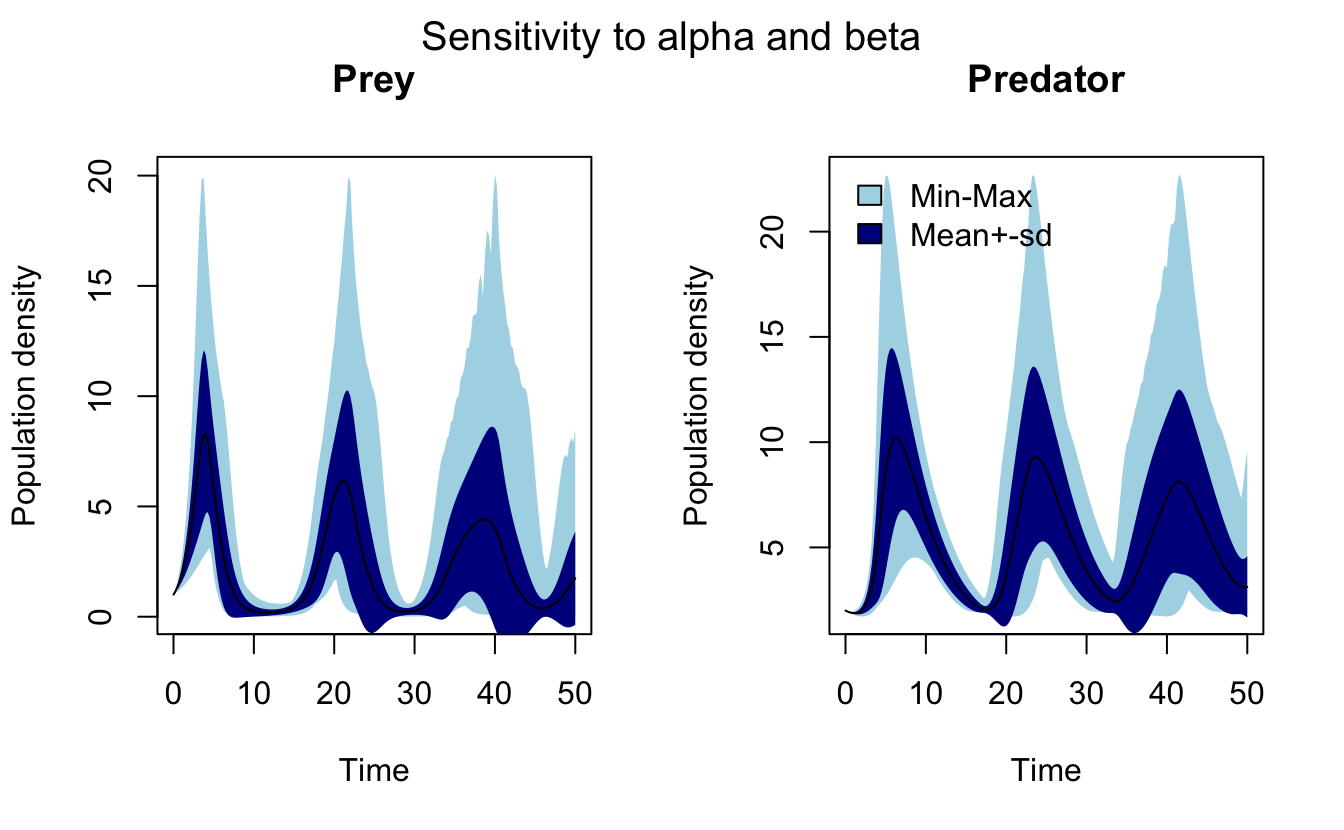 Sensitivity to alpha and beta
Prey
Population density
20
15
10
5
0
0 10 20 30 40 50
Time
Predator
Min-Max
Mean+-sd
Population density
20
15
10
5
0 10 20 30 40 50
Time